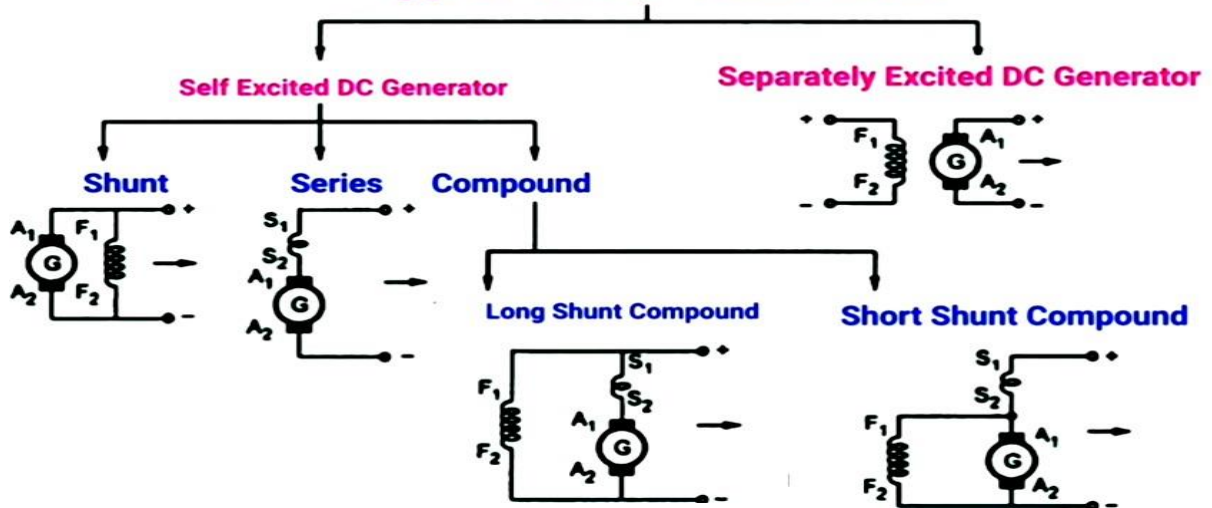 Self Excited DC Generator
Separately Excited DC Generator
+ F₁ A₁ +
G
- F₂ A₂ -
Shunt Series Compound
A₁ F₁ +
G
A₂ F₂ -
S₁ +
S₂
A₁
G
A₂
-
Long Shunt Compound
Short Shunt Compound
S₁ +
F₁ S₂
A₁
G
F₂ A₂
-
S₁ +
S₂
F₁ A₁
G
F₂ A₂
-